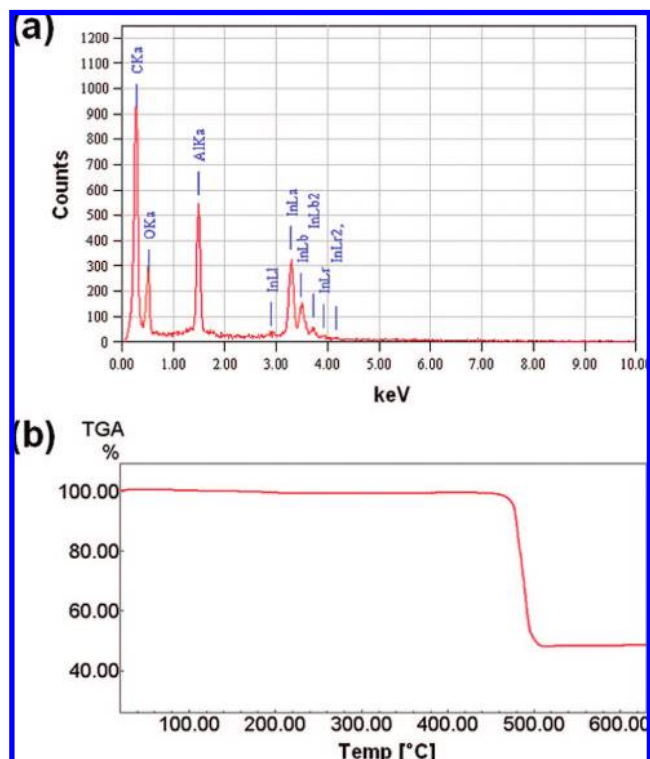 (a)
1200
1100
1000
900
800
700
600
500
400
300
200
100
0
Counts
CKa
OKa
AlKa
InLl
InLa
InLb
InLb2
InLr
InLr2,
0.00 1.00 2.00 3.00 4.00 5.00 6.00 7.00 8.00 9.00 10.00
keV
(b)
TGA
%
100.00
80.00
60.00
40.00
100.00 200.00 300.00 400.00 500.00 600.00
Temp [°C]